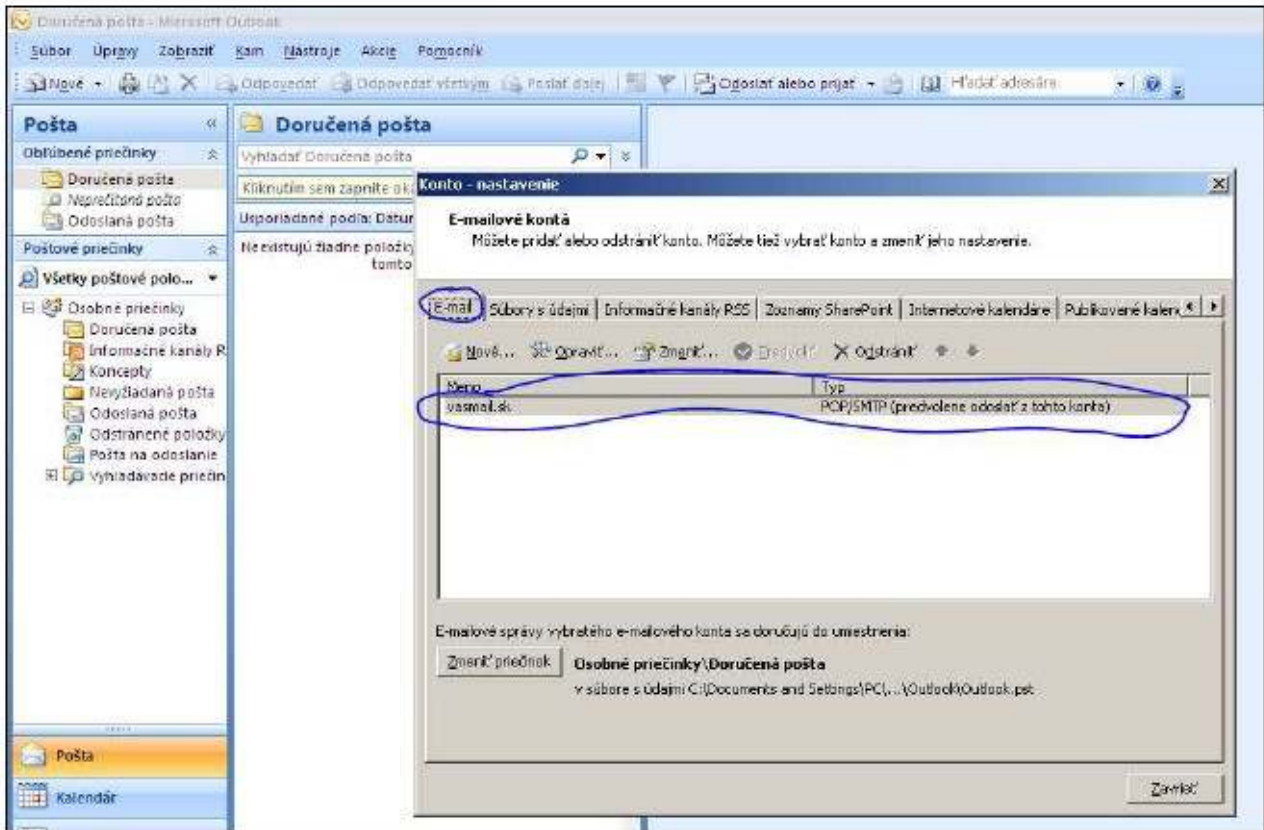 Doručená pošta - Microsoft Outlook
Súbor Úpravy Zobraziť Kam Nástroje Akcie Pomocník
Nové Odpovedať Odpovedať všetkým Poslať ďalej Odoslať alebo prijať Hľadať adresáre
Pošta «
Obľúbené priečinky
Doručená pošta
Neprečítaná pošta
Odoslaná pošta
Poštové priečinky
Všetky poštové polo...
Osobné priečinky
Doručená pošta
Informačné kanály R
Koncepty
Nevyžiadaná pošta
Odoslaná pošta
Odstránené položky
Pošta na odoslanie
Vyhľadávacie priečin
Pošta
Kalendár
Doručená pošta
Vyhľadať Doručená pošta
Kliknutím sem zapnite ok
Usporiadané podľa: Dátum
Neexistujú žiadne položky
tomto
Konto - nastavenie
E-mailové kontá
Môžete pridať alebo odstrániť konto. Môžete tiež vybrať konto a zmeniť jeho nastavenie.
E-mail Súbory s údajmi Informačné kanály RSS Zoznamy SharePoint Internetové kalendáre Publikované kalen
Nové... Opraviť... Zmeniť... Predvoliť Odstrániť
Meno Typ
vasmail.sk POP/SMTP (predvolene odoslať z tohto konta)
E-mailové správy vybratého e-mailového konta sa doručujú do umiestnenia:
Zmeniť priečinok Osobné priečinky\Doručená pošta
v súbore s údajmi C:\Documents and Settings\PC\...\Outlook\Outlook.pst
Zavrieť